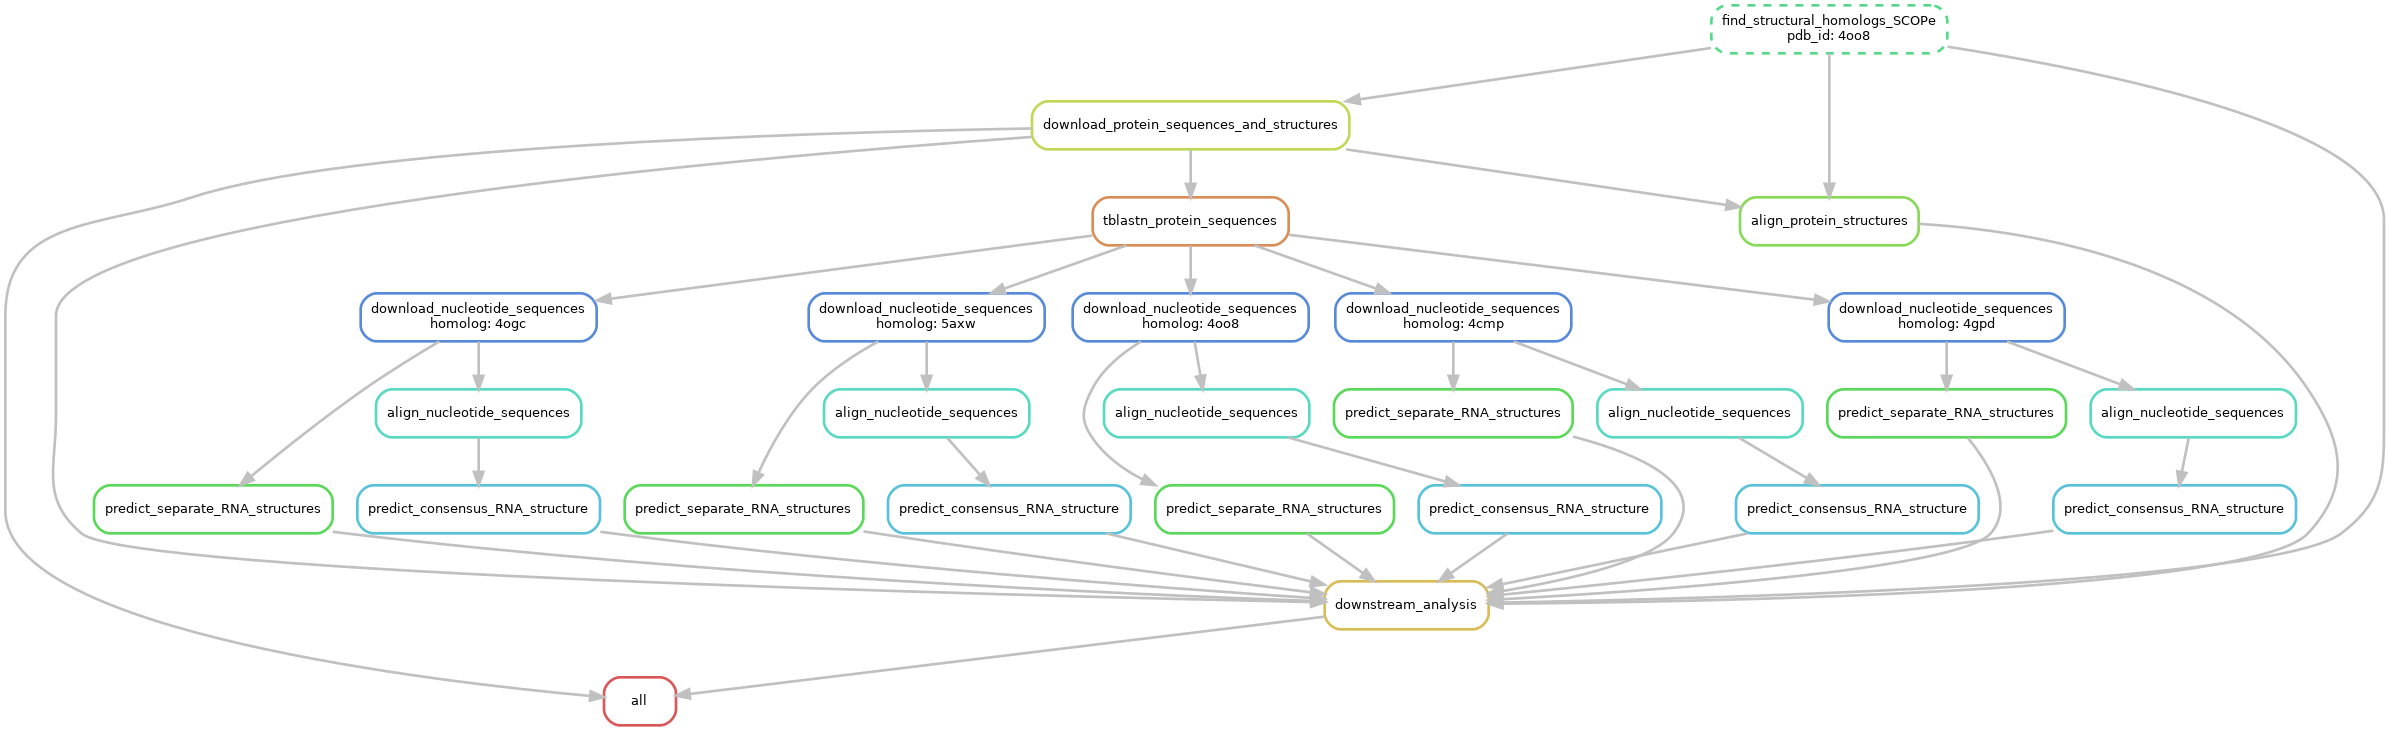 find_structural_homologs_SCOPe
pdb_id: 4oo8
download_protein_sequences_and_structures
tblastn_protein_sequences
align_protein_structures
download_nucleotide_sequences
homolog: 4ogc
download_nucleotide_sequences
homolog: 5axw
download_nucleotide_sequences
homolog: 4oo8
download_nucleotide_sequences
homolog: 4cmp
download_nucleotide_sequences
homolog: 4gpd
align_nucleotide_sequences
align_nucleotide_sequences
align_nucleotide_sequences
predict_separate_RNA_structures
align_nucleotide_sequences
predict_separate_RNA_structures
align_nucleotide_sequences
predict_separate_RNA_structures
predict_consensus_RNA_structure
predict_separate_RNA_structures
predict_consensus_RNA_structure
predict_separate_RNA_structures
predict_consensus_RNA_structure
predict_consensus_RNA_structure
predict_consensus_RNA_structure
downstream_analysis
all